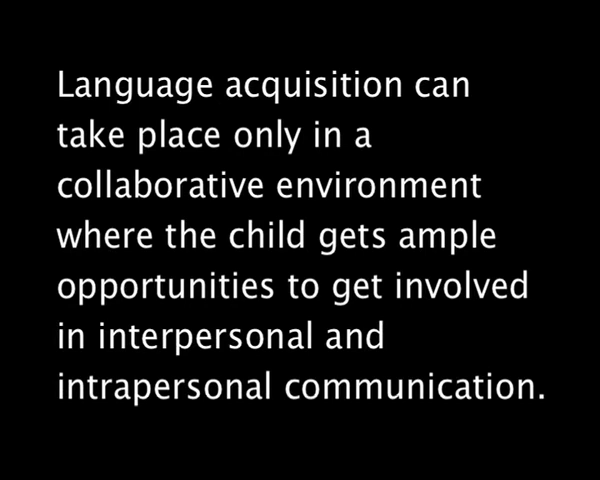 Language acquisition can
take place only in a
collaborative environment
where the child gets ample
opportunities to get involved
in interpersonal and
intrapersonal communication.